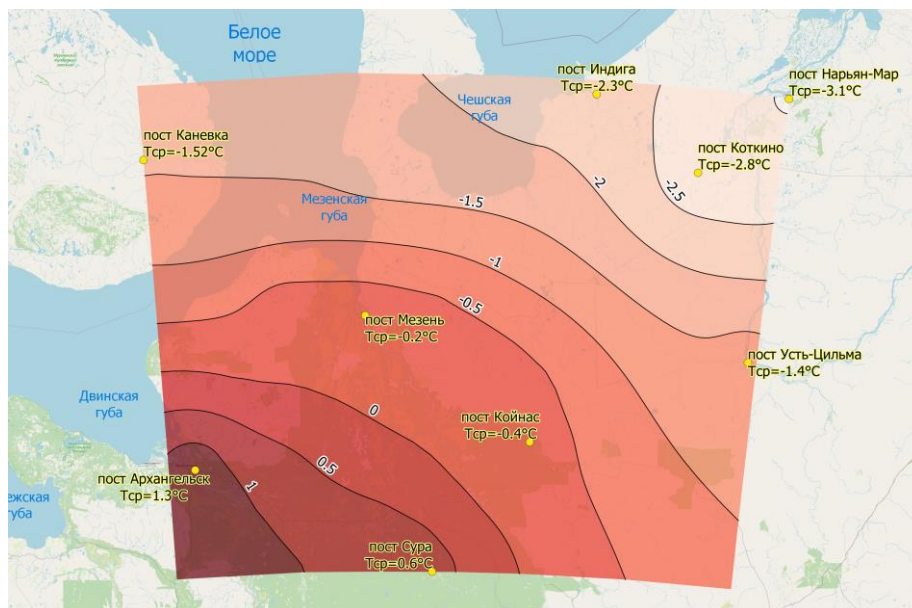 Белое
море
пост Индига
Тср=-2.3°С
пост Нарьян-Мар
Тср=-3.1°С
Чешская
губа
пост Каневка
Тср=-1.52°С
пост Коткино
Тср=-2.8°С
-2
-2.5
Мезенская
губа
-1.5
-1
-0.5
пост Мезень
Тср=-0.2°С
пост Усть-Цильма
Тср=-1.4°С
Двинская
губа
0
пост Койнас
Тср=-0.4°С
0.5
пост Архангельск
Тср=1.3°С
1
ежская
губа
пост Сура
Тср=0.6°С